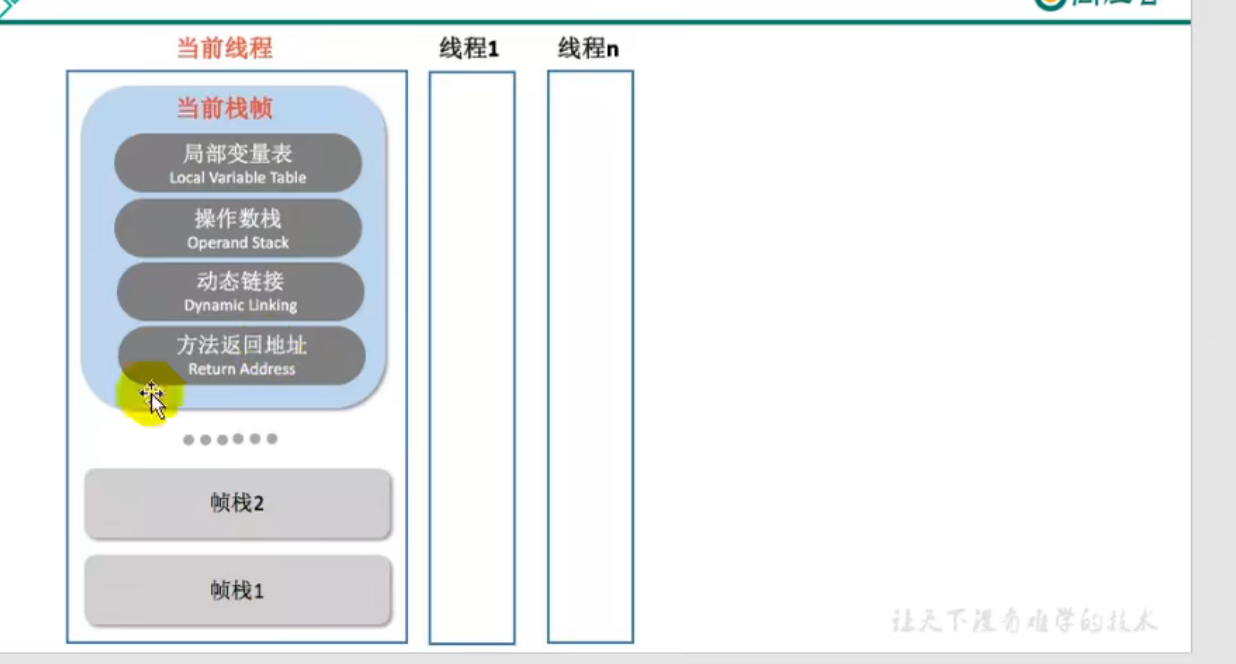 当前线程
线程1
线程n
当前栈帧
局部变量表
Local Variable Table
操作数栈
Operand Stack
动态链接
Dynamic Linking
方法返回地址
Return Address
帧栈2
帧栈1
让天下没有难学的技术